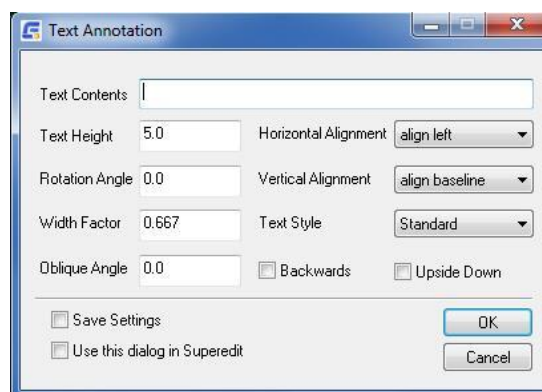 Text Annotation
Text Contents
Text Height 5.0 Horizontal Alignment align left
Rotation Angle 0.0 Vertical Alignment align baseline
Width Factor 0.667 Text Style Standard
Oblique Angle 0.0 Backwards Upside Down
Save Settings OK
Use this dialog in Superedit Cancel